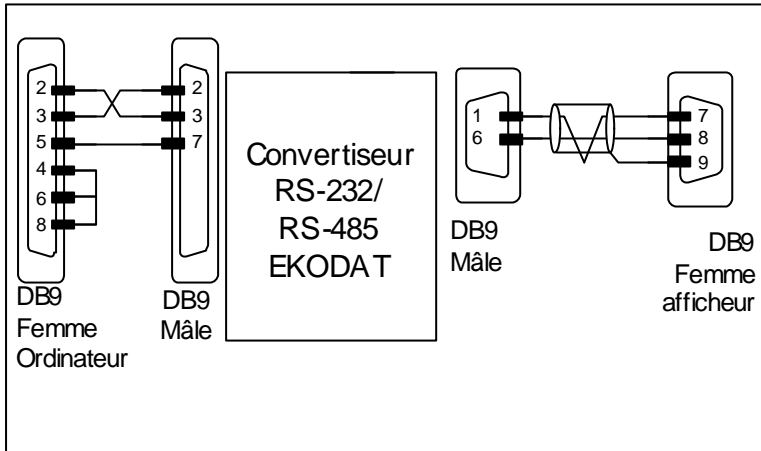 2
3
5
4
6
8
DB9
Femme
Ordinateur
2
3
7
DB9
Mâle
Convertiseur
RS-232/
RS-485
EKODAT
1
6
DB9
Mâle
7
8
9
DB9
Femme
afficheur